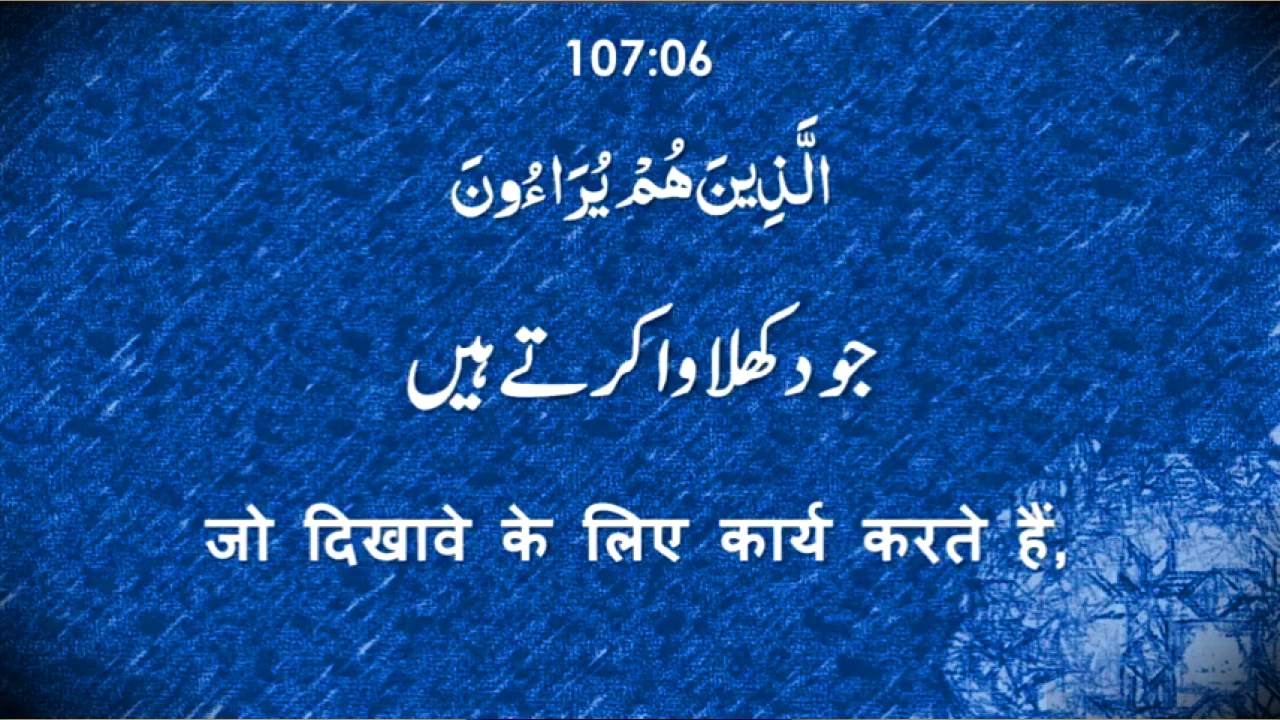 107:06
الَّذِينَ هُمْ يُرَاءُونَ
جو دکھلاوا کرتے ہیں
जो दिखावे के लिए कार्य करते हैं,